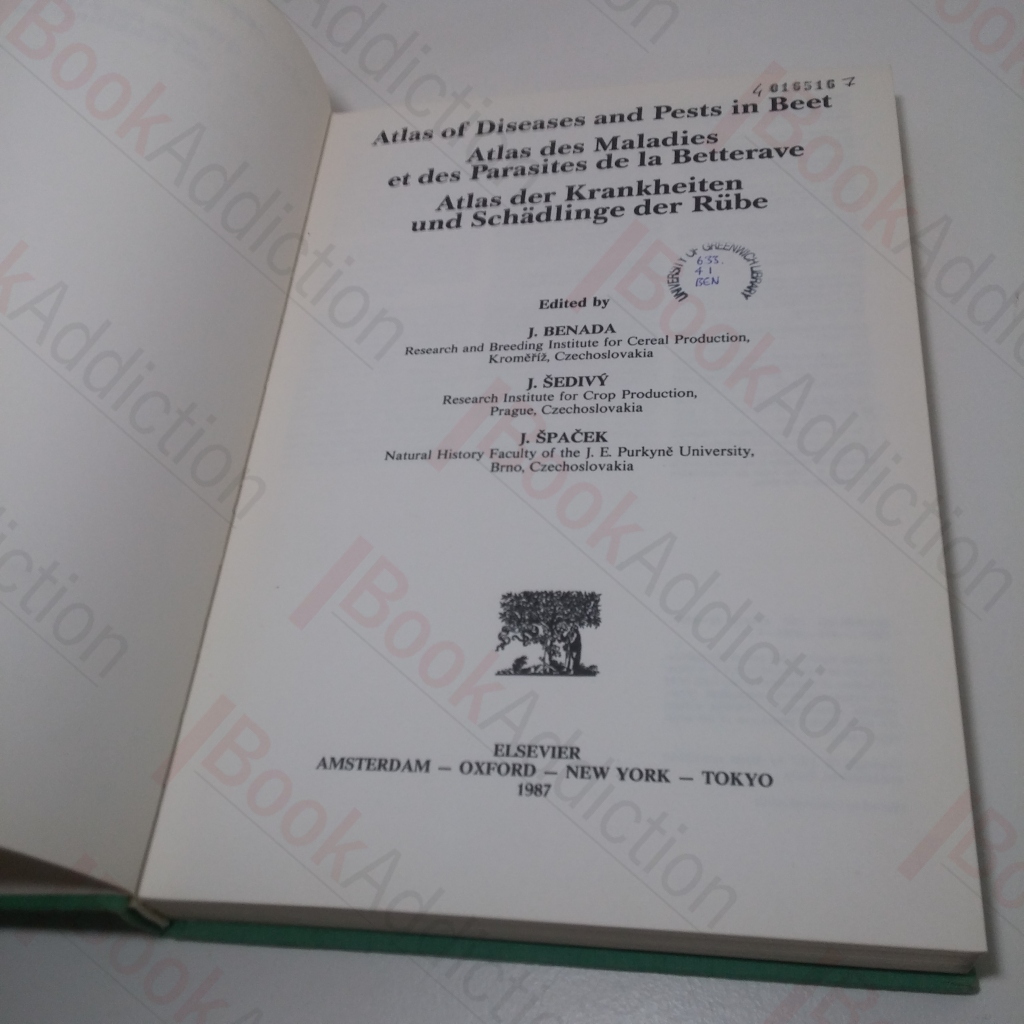 4 016516 7
Atlas of Diseases and Pests in Beet
Atlas des Maladies
et des Parasites de la Betterave
Atlas der Krankheiten
und Schädlinge der Rübe
UNIVERSITY OF GREENWICH LIBRARY
633.
41
BEN
Edited by
J. BENADA
Research and Breeding Institute for Cereal Production,
Kroměříž, Czechoslovakia
J. ŠEDIVÝ
Research Institute for Crop Production,
Prague, Czechoslovakia
J. ŠPAČEK
Natural History Faculty of the J. E. Purkyně University,
Brno, Czechoslovakia
ELSEVIER
AMSTERDAM — OXFORD — NEW YORK — TOKYO
1987
BookAddiction